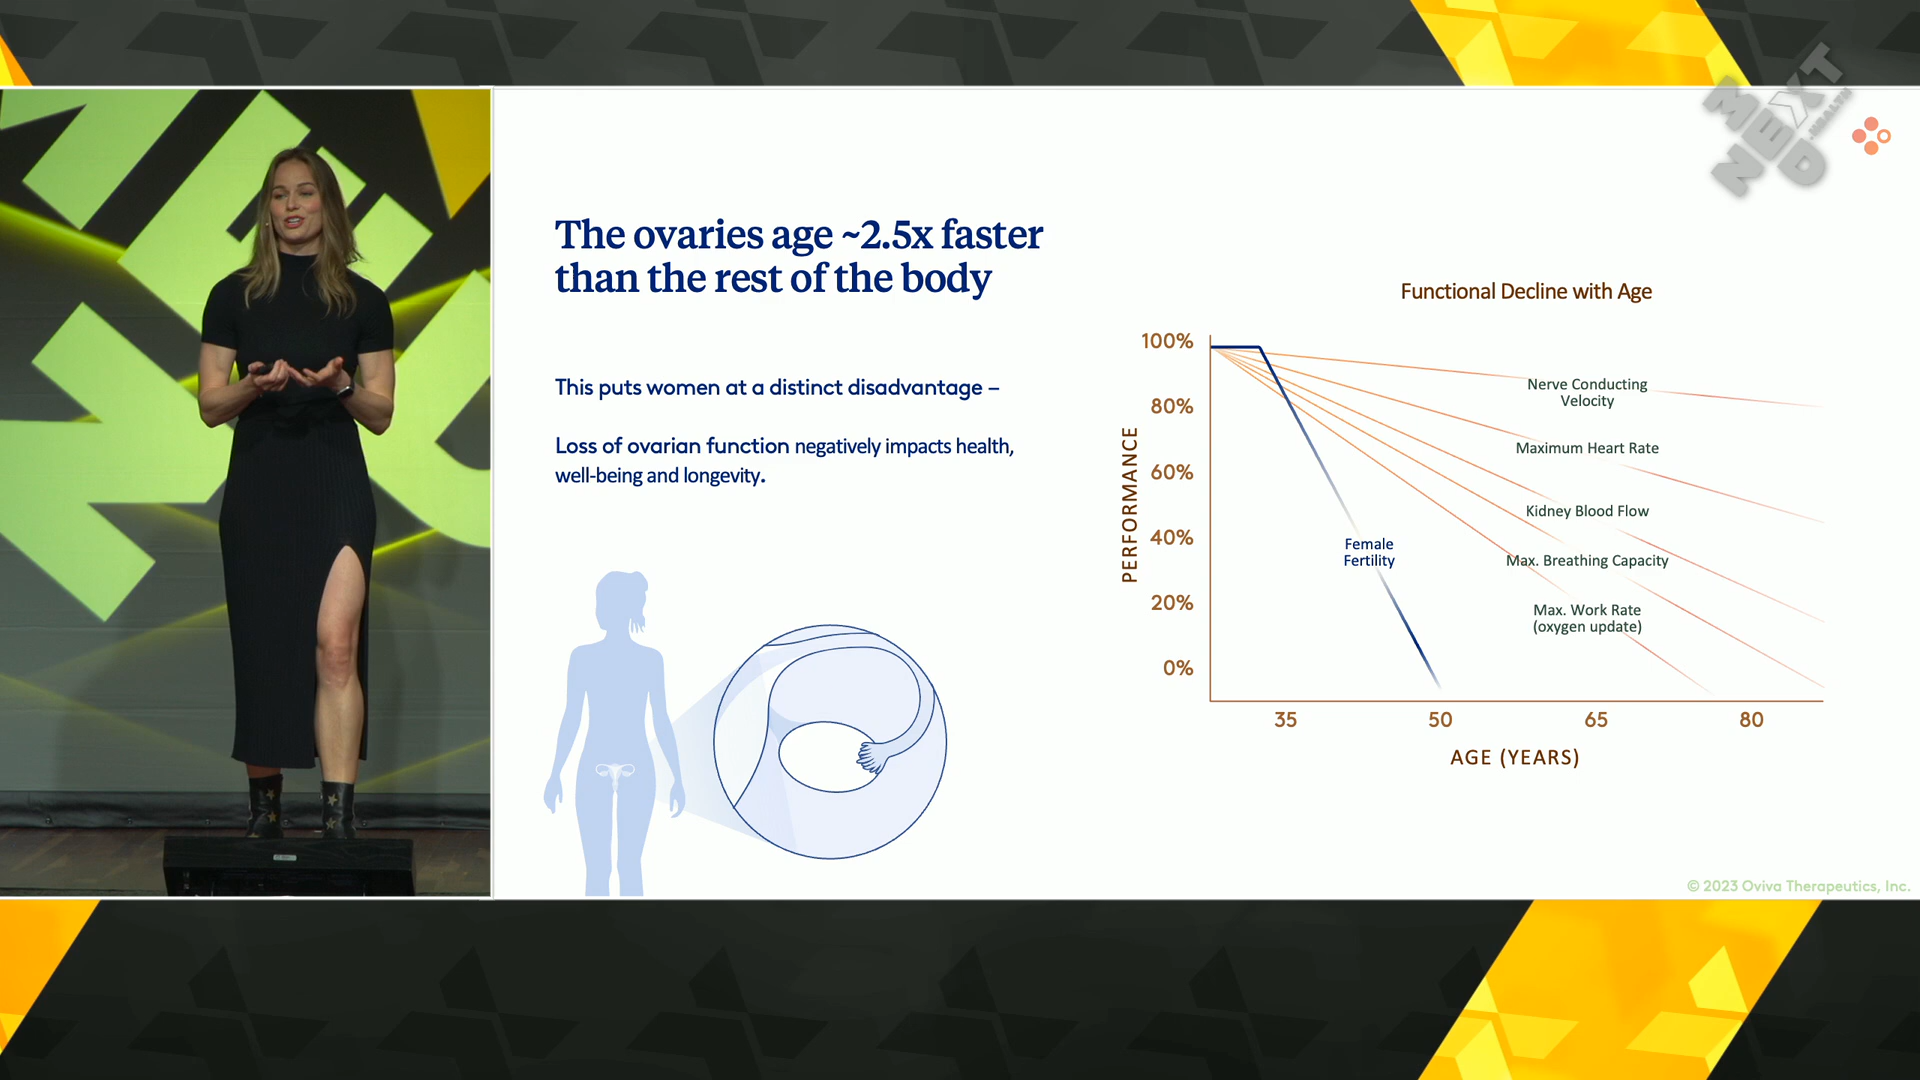 NEXT
MED
.HEALTH
The ovaries age ~2.5x faster
than the rest of the body
This puts women at a distinct disadvantage –
Loss of ovarian function negatively impacts health,
well-being and longevity.
Functional Decline with Age
PERFORMANCE
100%
80%
60%
40%
20%
0%
Nerve Conducting
Velocity
Maximum Heart Rate
Kidney Blood Flow
Max. Breathing Capacity
Max. Work Rate
(oxygen update)
Female
Fertility
35 50 65 80
AGE (YEARS)
© 2023 Oviva Therapeutics, Inc.